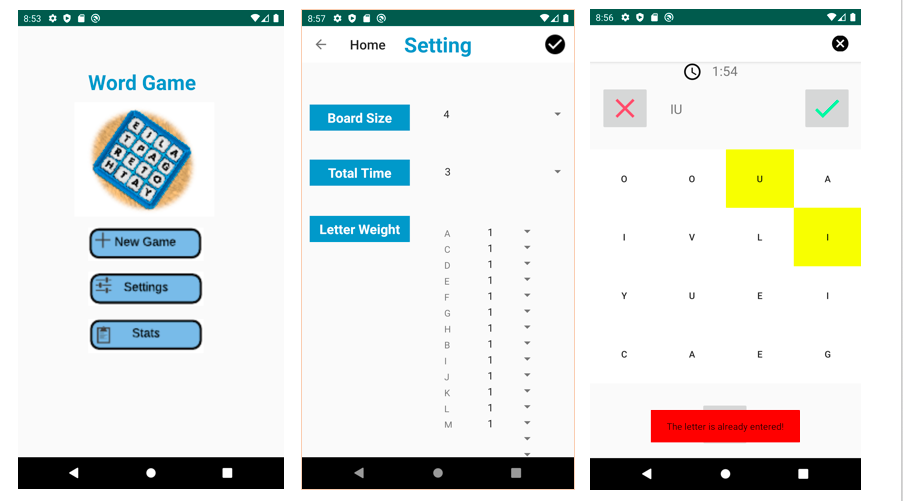 8:53
Word Game
E I L A
T P A G
R E T O
H T A Y
New Game
Settings
Stats
8:57
Home Setting
Board Size 4
Total Time 3
Letter Weight
A 1
C 1
D 1
E 1
F 1
G 1
H 1
B 1
I 1
J 1
K 1
L 1
M 1
8:56
1:54
IU
O O U A
I V L I
Y U E I
C A E G
The letter is already entered!